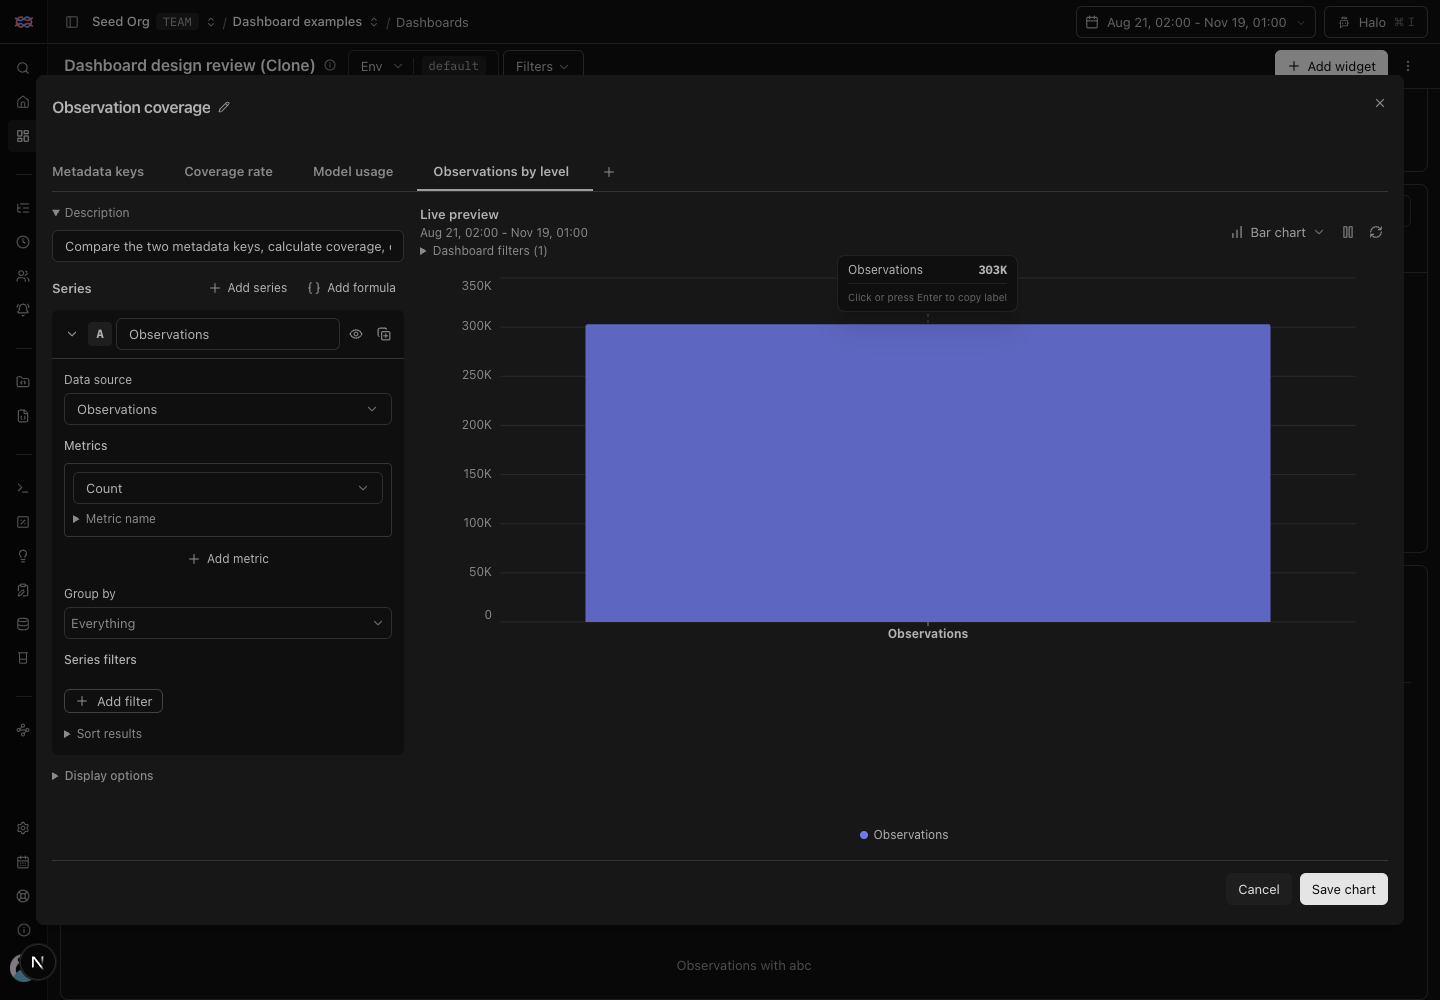 Seed Org TEAM / Dashboard examples / Dashboards
Aug 21, 02:00 - Nov 19, 01:00
Halo ⌘ I
Dashboard design review (Clone)
Env default
Filters
+ Add widget
Observation coverage
Metadata keys
Coverage rate
Model usage
Observations by level
Description
Compare the two metadata keys, calculate coverage,
Series
+ Add series
{ } Add formula
A
Observations
Data source
Observations
Metrics
Count
Metric name
+ Add metric
Group by
Everything
Series filters
+ Add filter
Sort results
Display options
Live preview
Aug 21, 02:00 - Nov 19, 01:00
Dashboard filters (1)
Bar chart
Observations 303K
Click or press Enter to copy label
350K
300K
250K
200K
150K
100K
50K
0
Observations
Observations
Cancel
Save chart
N
Observations with abc